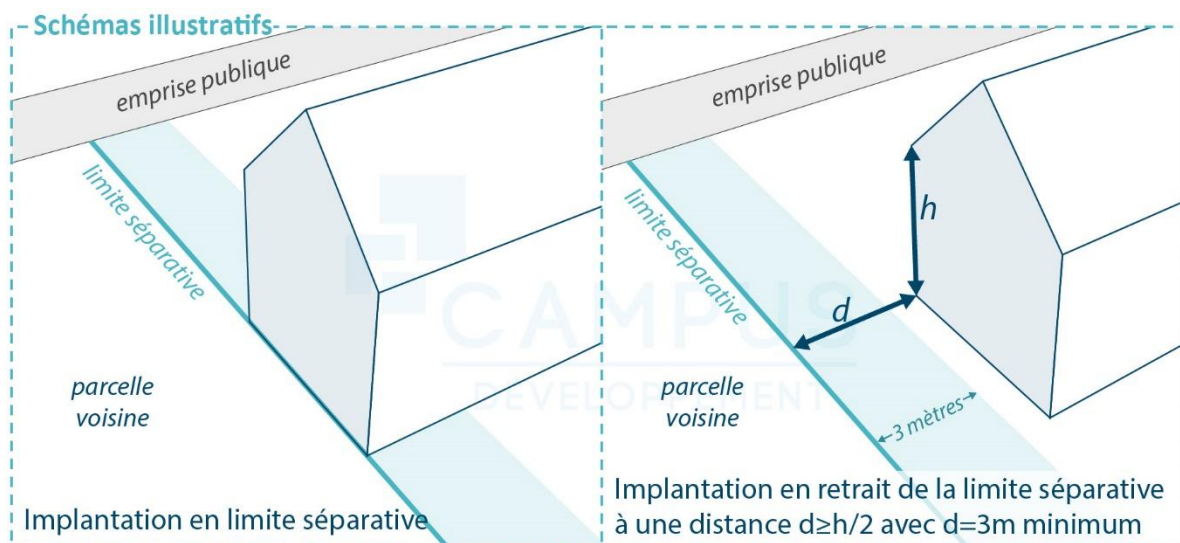 Schémas illustratifs
emprise publique
limite séparative
parcelle
voisine
Implantation en limite séparative
emprise publique
limite séparative
h
d
parcelle
voisine
3 mètres
Implantation en retrait de la limite séparative
à une distance d≥h/2 avec d=3m minimum
CAMPUS
DÉVELOPPEMENT